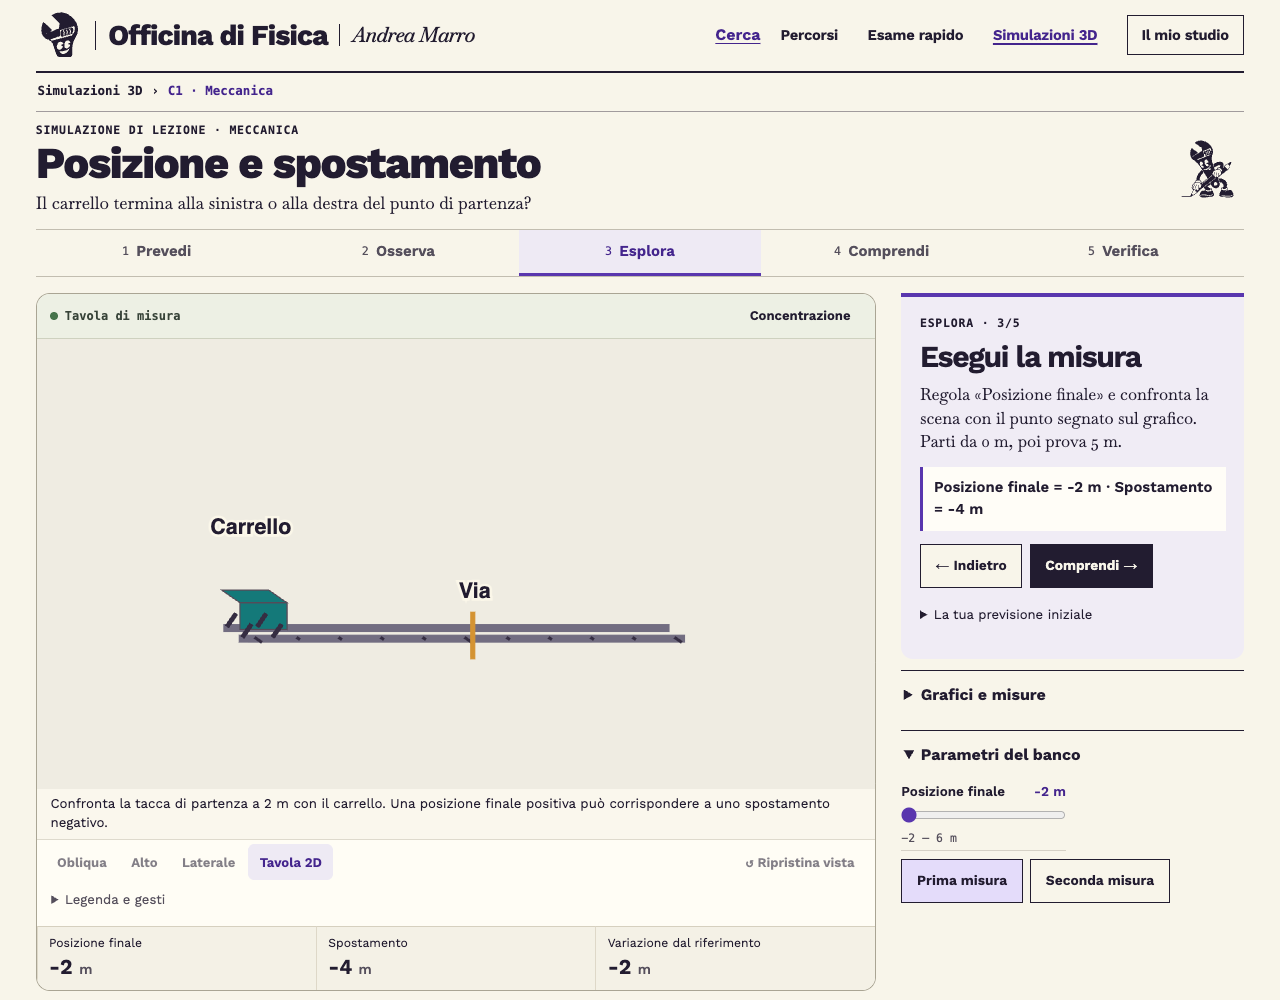 Officina di Fisica
Andrea Marro
Cerca
Percorsi
Esame rapido
Simulazioni 3D
Il mio studio
Simulazioni 3D › C1 · Meccanica
SIMULAZIONE DI LEZIONE · MECCANICA
Posizione e spostamento
Il carrello termina alla sinistra o alla destra del punto di partenza?
1 Prevedi
2 Osserva
3 Esplora
4 Comprendi
5 Verifica
Tavola di misura
Concentrazione
Carrello
Via
Confronta la tacca di partenza a 2 m con il carrello. Una posizione finale positiva può corrispondere a uno spostamento
negativo.
Obliqua
Alto
Laterale
Tavola 2D
↺ Ripristina vista
▶ Legenda e gesti
Posizione finale
-2 m
Spostamento
-4 m
Variazione dal riferimento
-2 m
ESPLORA · 3/5
Esegui la misura
Regola «Posizione finale» e confronta la
scena con il punto segnato sul grafico.
Parti da 0 m, poi prova 5 m.
Posizione finale = -2 m · Spostamento
= -4 m
← Indietro
Comprendi →
▶ La tua previsione iniziale
▶ Grafici e misure
▼ Parametri del banco
Posizione finale
-2 m
−2 — 6 m
Prima misura
Seconda misura